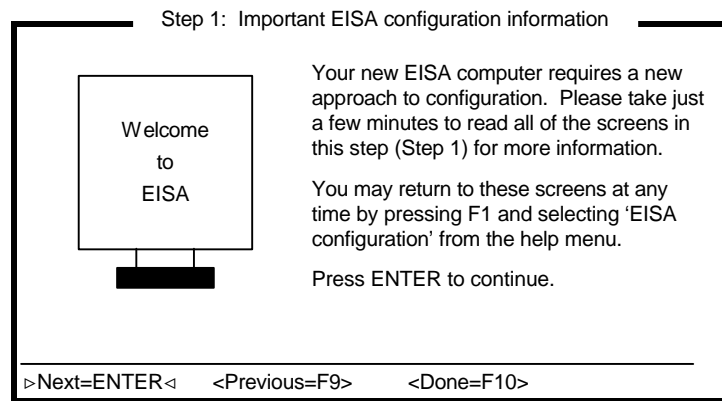 Step 1: Important EISA configuration information
Welcome
to
EISA
Your new EISA computer requires a new
approach to configuration. Please take just
a few minutes to read all of the screens in
this step (Step 1) for more information.
You may return to these screens at any
time by pressing F1 and selecting ‘EISA
configuration’ from the help menu.
Press ENTER to continue.
▷Next=ENTER◁ <Previous=F9> <Done=F10>